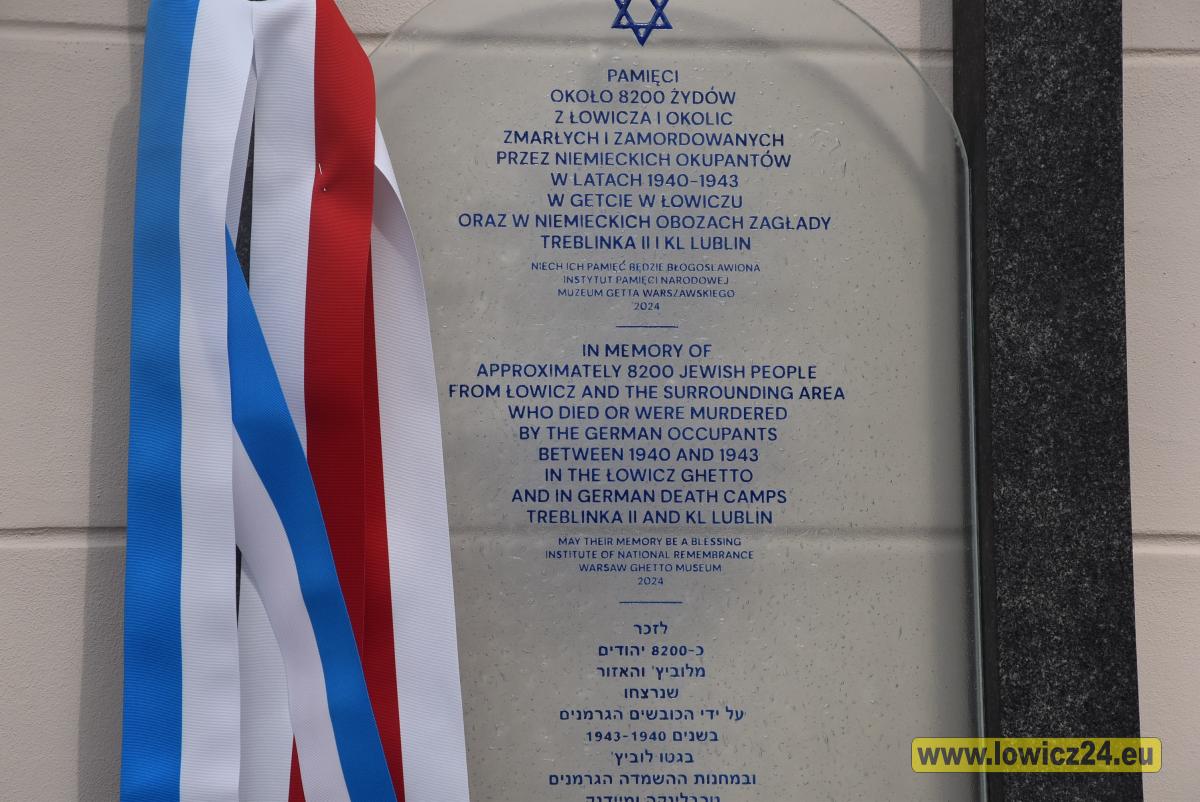 PAMIĘCI
OKOŁO 8200 ŻYDÓW
Z ŁOWICZA I OKOLIC
ZMARŁYCH I ZAMORDOWANYCH
PRZEZ NIEMIECKICH OKUPANTÓW
W LATACH 1940-1943
W GETCIE W ŁOWICZU
ORAZ W NIEMIECKICH OBOZACH ZAGŁADY
TREBLINKA II I KL LUBLIN
NIECH ICH PAMIĘĆ BĘDZIE BŁOGOSŁAWIONA
INSTYTUT PAMIĘCI NARODOWEJ
MUZEUM GETTA WARSZAWSKIEGO
2024
IN MEMORY OF
APPROXIMATELY 8200 JEWISH PEOPLE
FROM ŁOWICZ AND THE SURROUNDING AREA
WHO DIED OR WERE MURDERED
BY THE GERMAN OCCUPANTS
BETWEEN 1940 AND 1943
IN THE ŁOWICZ GHETTO
AND IN GERMAN DEATH CAMPS
TREBLINKA II AND KL LUBLIN
MAY THEIR MEMORY BE A BLESSING
INSTITUTE OF NATIONAL REMEMBRANCE
WARSAW GHETTO MUSEUM
2024
לזכר
כ-8200 יהודים
מלוביץ' והאזור
שנרצחו
על ידי הכובשים הגרמנים
בשנים 1943-1940
בגטו לוביץ'
ובמחנות ההשמדה הגרמנים
טרבלינקה ומיידנק
www.lowicz24.eu